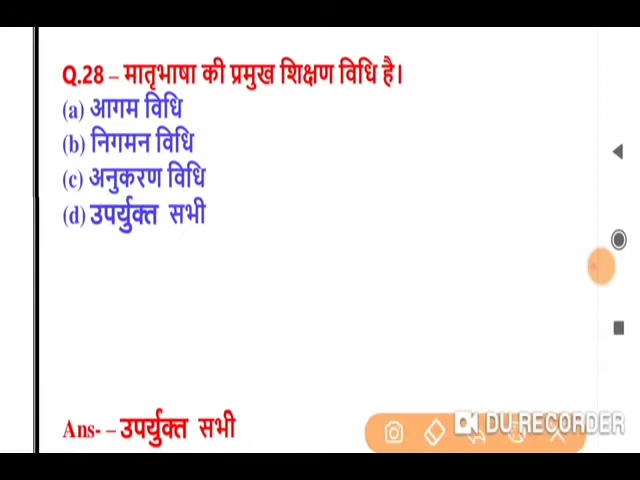 Q.28 – मातृभाषा की प्रमुख शिक्षण विधि है।
(a) आगम विधि
(b) निगमन विधि
(c) अनुकरण विधि
(d) उपर्युक्त सभी
Ans- – उपर्युक्त सभी
DU RECORDER